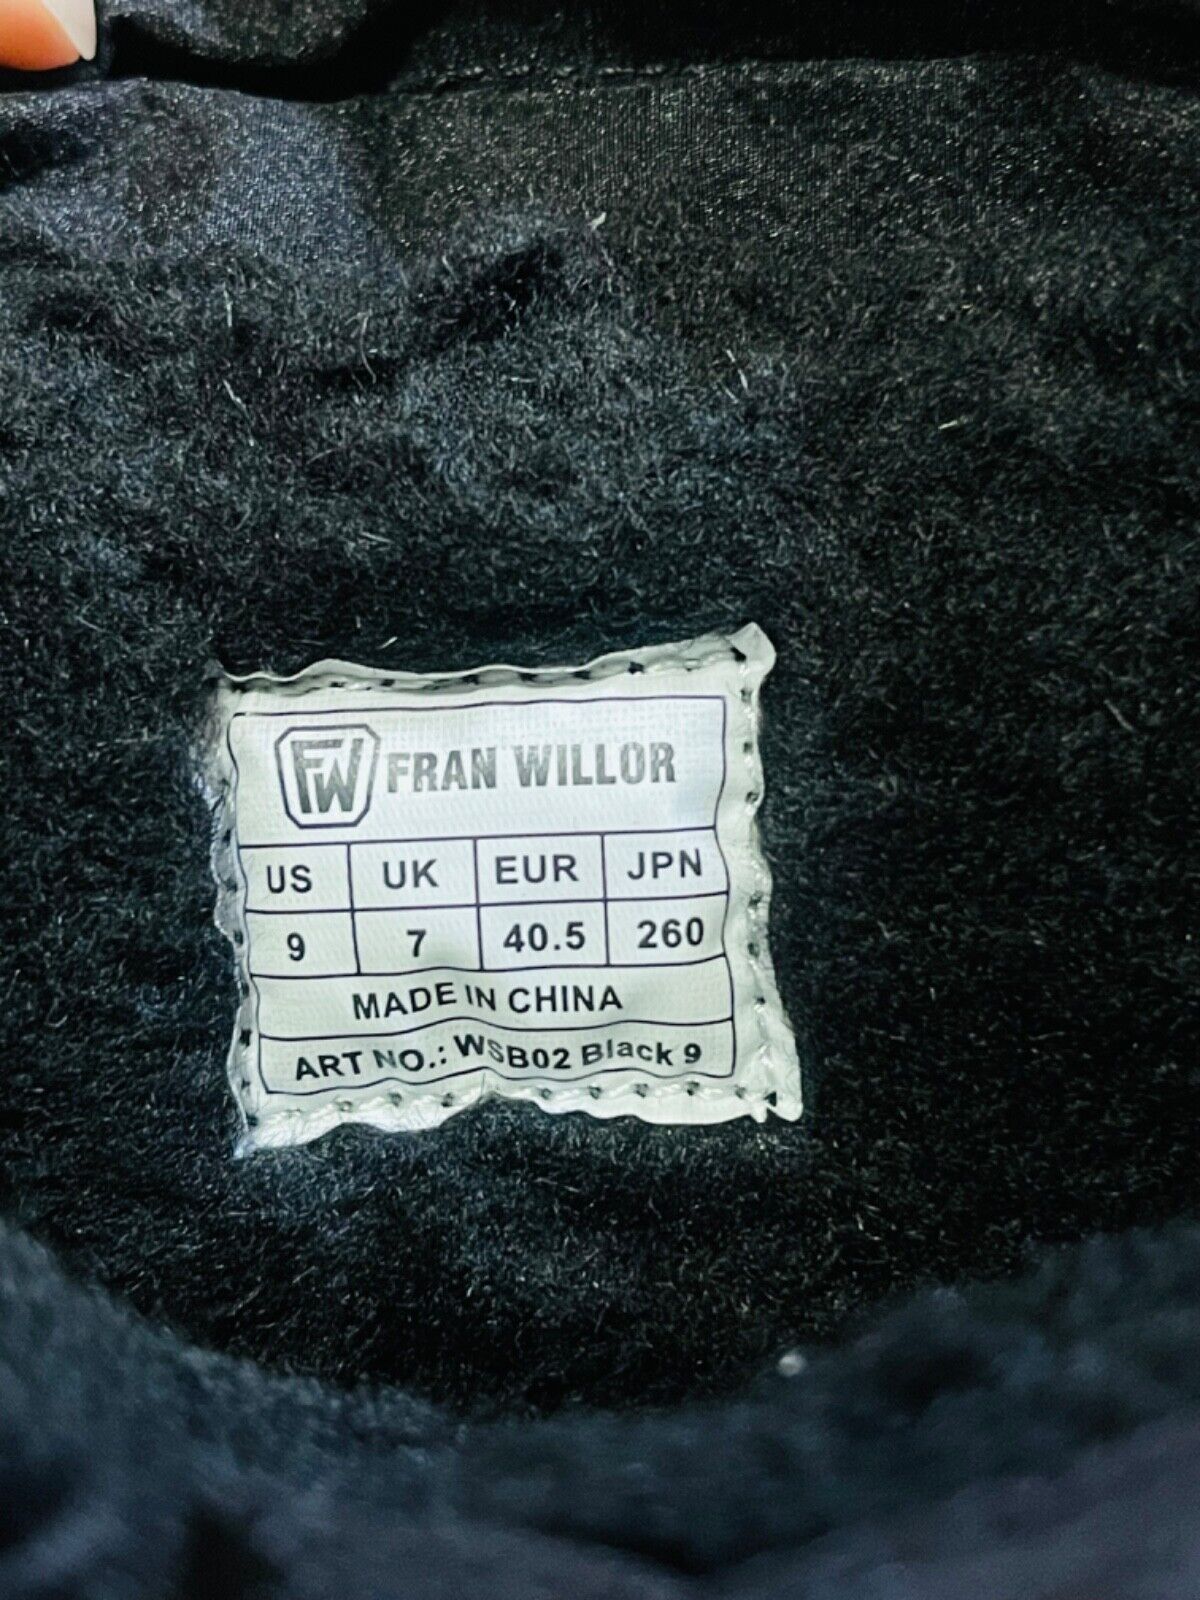 FW FRAN WILLOR
US UK EUR JPN
9 7 40.5 260
MADE IN CHINA
ART NO.: WSB02 Black 9